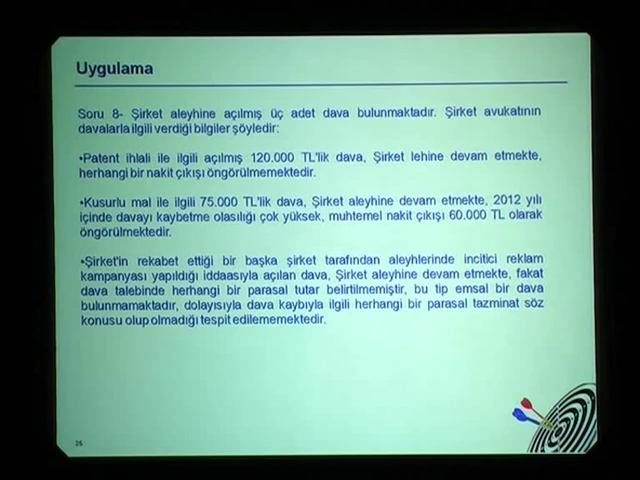 Uygulama
Soru 8- Şirket aleyhine açılmış üç adet dava bulunmaktadır. Şirket avukatının
davalarla ilgili verdiği bilgiler şöyledir:
•Patent ihlali ile ilgili açılmış 120.000 TL'lik dava, Şirket lehine devam etmekte,
herhangi bir nakit çıkışı öngörülmemektedir.
•Kusurlu mal ile ilgili 75.000 TL'lik dava, Şirket aleyhine devam etmekte, 2012 yılı
içinde davayı kaybetme olasılığı çok yüksek, muhtemel nakit çıkışı 60.000 TL olarak
öngörülmektedir.
•Şirket'in rekabet ettiği bir başka şirket tarafından aleyhlerinde incitici reklam
kampanyası yapıldığı iddaasıyla açılan dava, Şirket aleyhine devam etmekte, fakat
dava talebinde herhangi bir parasal tutar belirtilmemiştir, bu tip emsal bir dava
bulunmamaktadır, dolayısıyla dava kaybıyla ilgili herhangi bir parasal tazminat söz
konusu olup olmadığı tespit edilememektedir.
26